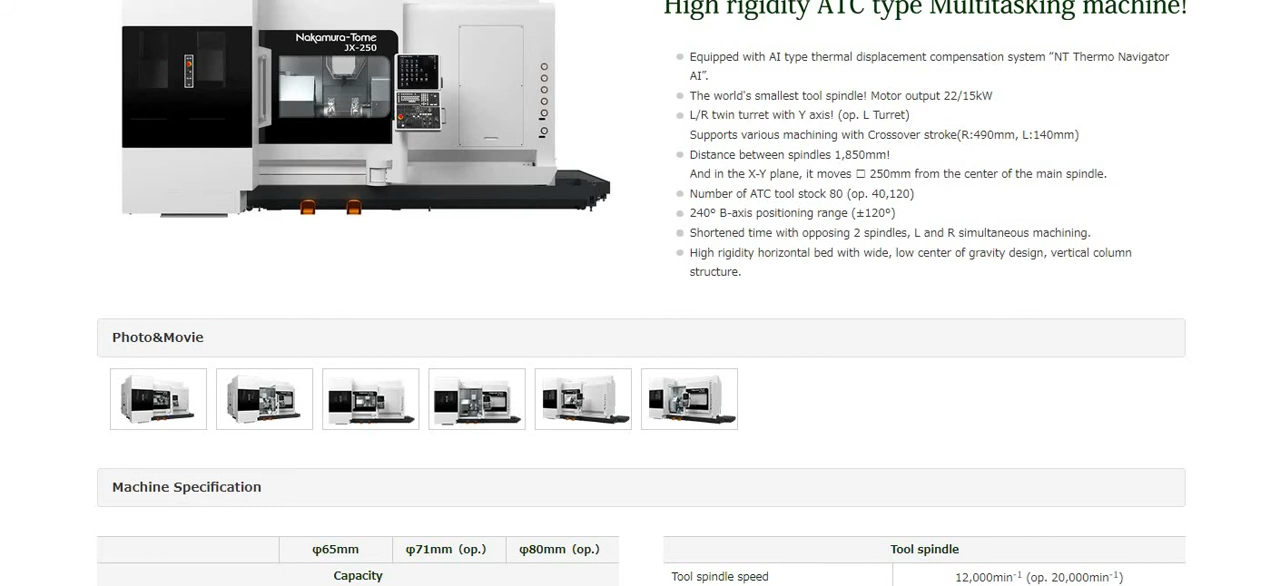 High rigidity ATC type Multitasking machine!
Nakamura-Tome
JX-250
Equipped with AI type thermal displacement compensation system “NT Thermo Navigator
AI”.
The world's smallest tool spindle! Motor output 22/15kW
L/R twin turret with Y axis! (op. L Turret)
Supports various machining with Crossover stroke(R:490mm, L:140mm)
Distance between spindles 1,850mm!
And in the X-Y plane, it moves □ 250mm from the center of the main spindle.
Number of ATC tool stock 80 (op. 40,120)
240° B-axis positioning range (±120°)
Shortened time with opposing 2 spindles, L and R simultaneous machining.
High rigidity horizontal bed with wide, low center of gravity design, vertical column
structure.
Photo&Movie
Machine Specification
φ65mm φ71mm (op.) φ80mm (op.)
Capacity
Tool spindle
Tool spindle speed 12,000min⁻¹ (op. 20,000min⁻¹)